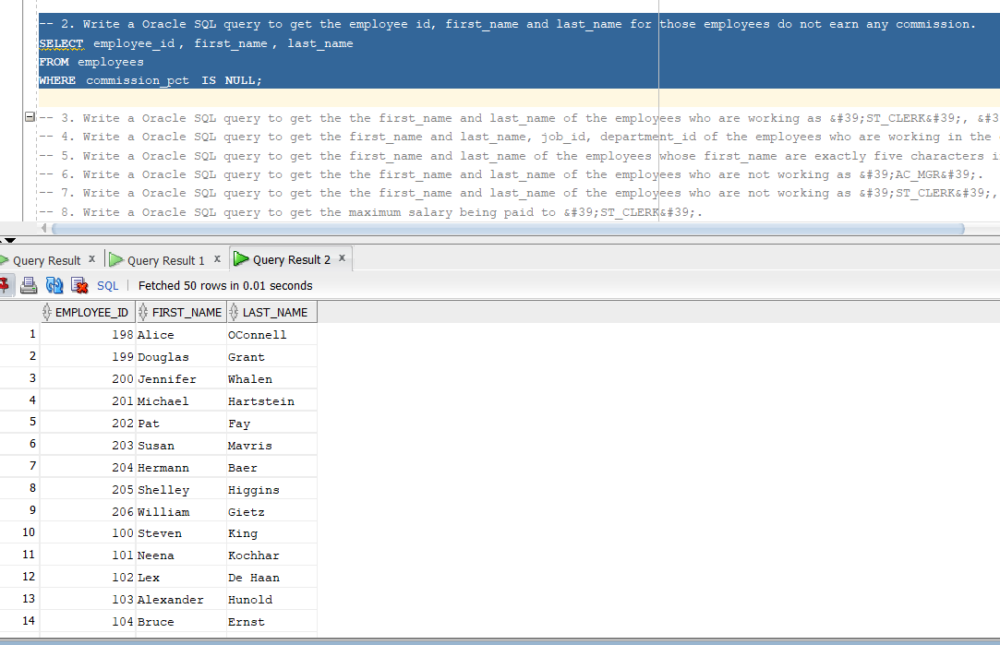 -- 2. Write a Oracle SQL query to get the employee id, first_name and last_name for those employees do not earn any commission.
SELECT employee_id , first_name , last_name
FROM employees
WHERE commission_pct IS NULL;
-- 3. Write a Oracle SQL query to get the the first_name and last_name of the employees who are working as &#39;ST_CLERK&#39;, &#3
-- 4. Write a Oracle SQL query to get the first_name and last_name, job_id, department_id of the employees who are working in the
-- 5. Write a Oracle SQL query to get the first_name and last_name of the employees whose first_name are exactly five characters i
-- 6. Write a Oracle SQL query to get the the first_name and last_name of the employees who are not working as &#39;AC_MGR&#39;.
-- 7. Write a Oracle SQL query to get the the first_name and last_name of the employees who are not working as &#39;ST_CLERK&#39;,
-- 8. Write a Oracle SQL query to get the maximum salary being paid to &#39;ST_CLERK&#39;.
Query Result x Query Result 1 x Query Result 2 x
SQL | Fetched 50 rows in 0.01 seconds
EMPLOYEE_ID FIRST_NAME LAST_NAME
1 198 Alice OConnell
2 199 Douglas Grant
3 200 Jennifer Whalen
4 201 Michael Hartstein
5 202 Pat Fay
6 203 Susan Mavris
7 204 Hermann Baer
8 205 Shelley Higgins
9 206 William Gietz
10 100 Steven King
11 101 Neena Kochhar
12 102 Lex De Haan
13 103 Alexander Hunold
14 104 Bruce Ernst